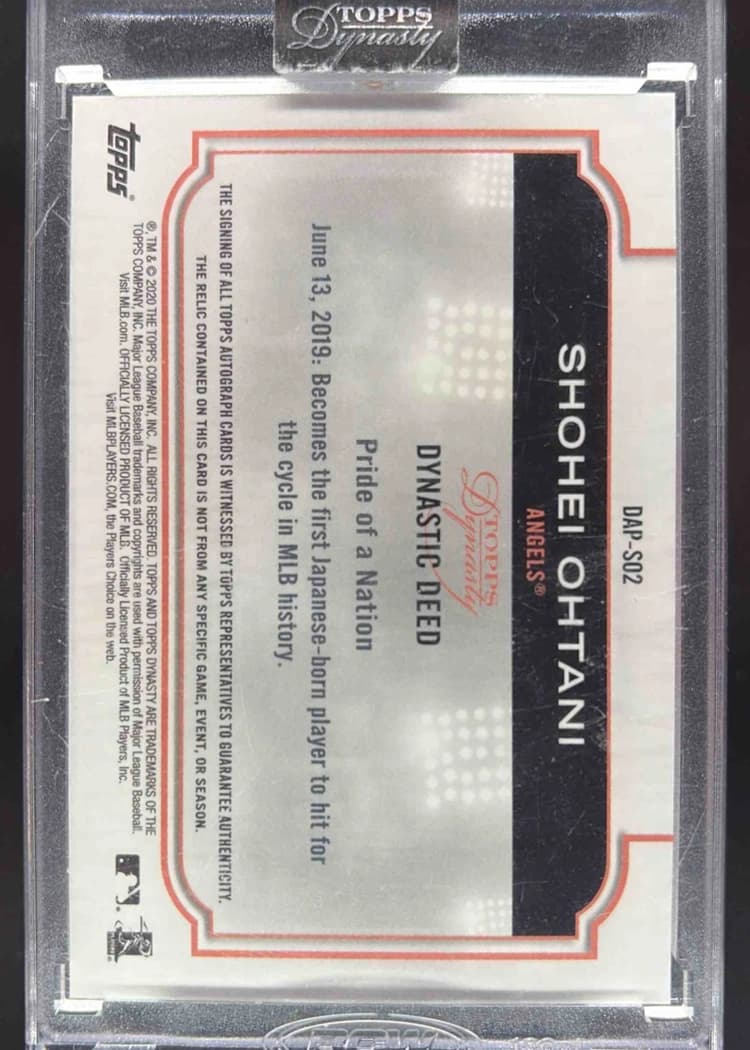 TOPPS
Dynasty
DAP-SO2
SHOHEI OHTANI
ANGELS®
TOPPS
Dynasty
DYNASTIC DEED
Pride of a Nation
June 13, 2019: Becomes the first Japanese-born player to hit for
the cycle in MLB history.
THE SIGNING OF ALL TOPPS AUTOGRAPH CARDS IS WITNESSED BY TOPPS REPRESENTATIVES TO GUARANTEE AUTHENTICITY.
THE RELIC CONTAINED ON THIS CARD IS NOT FROM ANY SPECIFIC GAME, EVENT, OR SEASON.
topps®
®, TM & © 2020 THE TOPPS COMPANY, INC. ALL RIGHTS RESERVED. TOPPS AND TOPPS DYNASTY ARE TRADEMARKS OF THE
TOPPS COMPANY, INC. Major League Baseball trademarks and copyrights are used with permission of Major League Baseball.
Visit MLB.com. OFFICIALLY LICENSED PRODUCT OF MLB. Officially Licensed Product of MLB Players, Inc.
Visit MLBPLAYERS.COM, the Players Choice on the web.